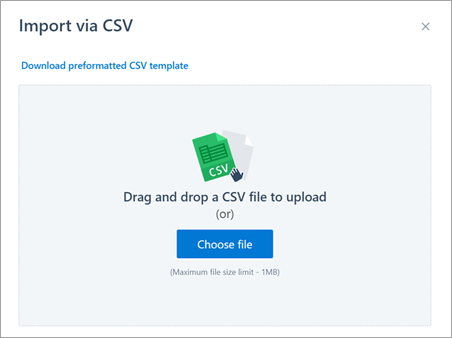 Import via CSV
Download preformatted CSV template
CSV
Drag and drop a CSV file to upload
(or)
Choose file
(Maximum file size limit - 1MB)